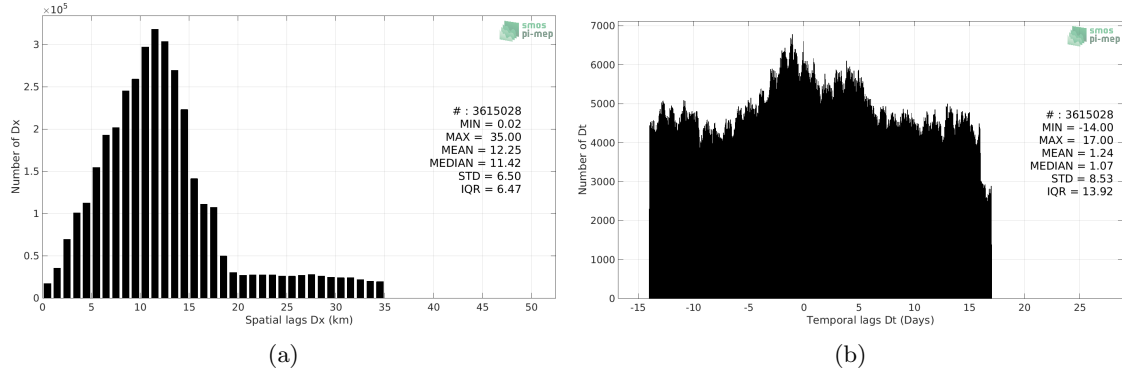 ×10⁵
smos
pi-mep
3
2.5
2
1.5
1
0.5
0
Number of Dx
# : 3615028
MIN = 0.02
MAX = 35.00
MEAN = 12.25
MEDIAN = 11.42
STD = 6.50
IQR = 6.47
0 5 10 15 20 25 30 35 40 45 50
Spatial lags Dx (km)
(a)
smos
pi-mep
7000
6000
5000
4000
3000
2000
1000
0
Number of Dt
# : 3615028
MIN = -14.00
MAX = 17.00
MEAN = 1.24
MEDIAN = 1.07
STD = 8.53
IQR = 13.92
-15 -10 -5 0 5 10 15 20 25
Temporal lags Dt (Days)
(b)